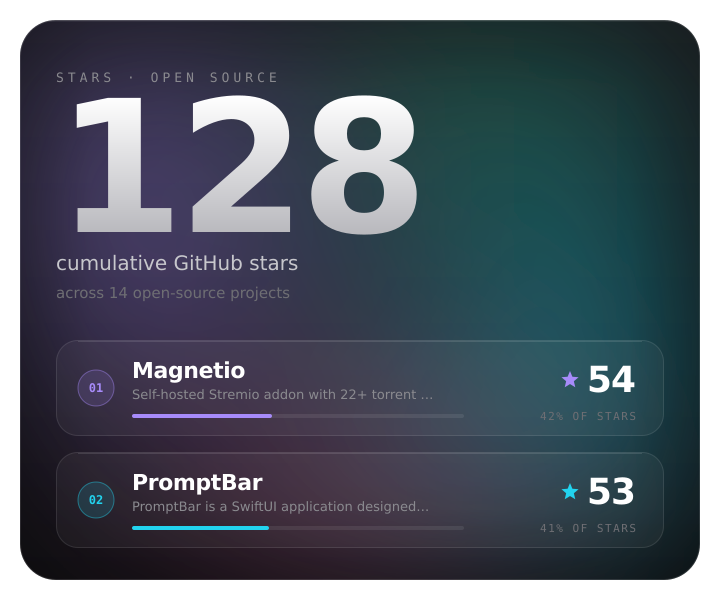 STARS · OPEN SOURCE
128
cumulative GitHub stars
across 14 open-source projects
01
Magnetio
Self-hosted Stremio addon with 22+ torrent …
54
42% OF STARS
02
PromptBar
PromptBar is a SwiftUI application designed…
53
41% OF STARS